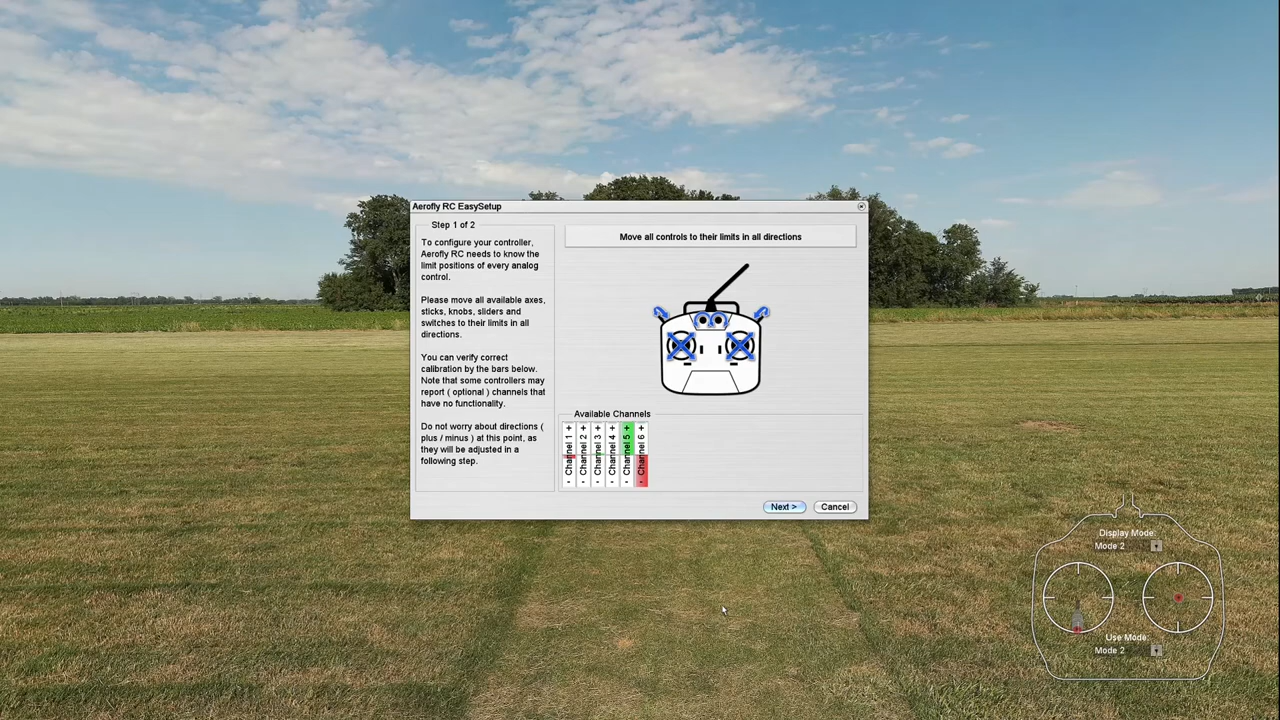 Aerofly RC EasySetup
Step 1 of 2
To configure your controller,
Aerofly RC needs to know the
limit positions of every analog
control.
Please move all available axes,
sticks, knobs, sliders and
switches to their limits in all
directions.
You can verify correct
calibration by the bars below.
Note that some controllers may
report ( optional ) channels that
have no functionality.
Do not worry about directions (
plus / minus ) at this point, as
they will be adjusted in a
following step.
Move all controls to their limits in all directions
Available Channels
- Channel 1 +
- Channel 2 +
- Channel 3 +
- Channel 4 +
- Channel 5 +
- Channel 6 +
Next >
Cancel
Display Mode:
Mode 2
Use Mode:
Mode 2